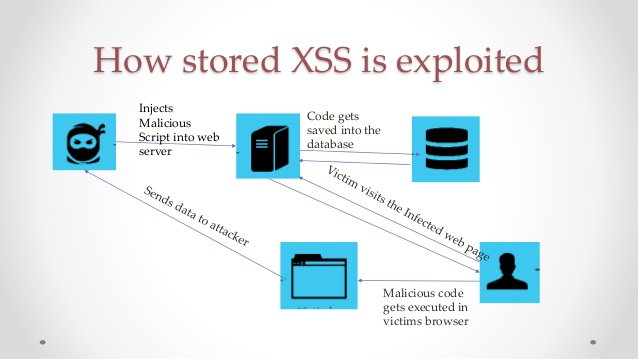 How stored XSS is exploited
Injects
Malicious
Script into web
server
Code gets
saved into the
database
Victim visits the Infected web page
Sends data to attacker
Malicious code
gets executed in
victims browser